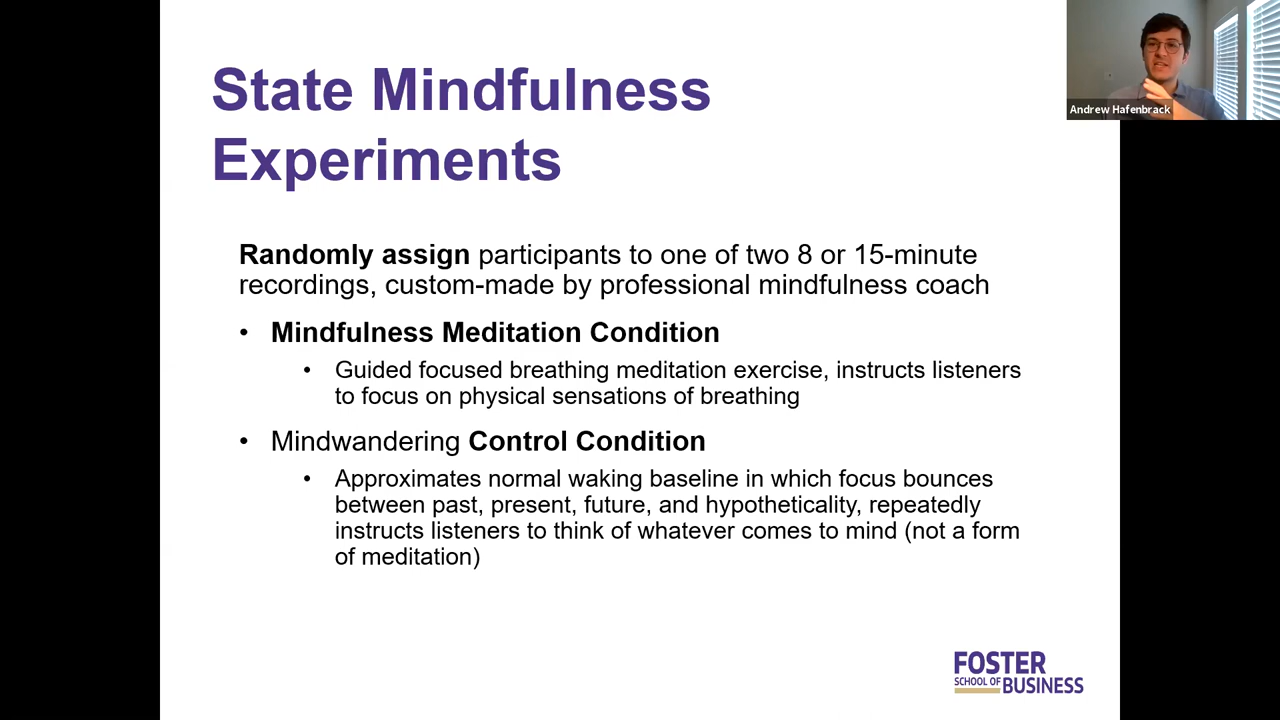 State Mindfulness
Experiments
Andrew Hafenbrack
Randomly assign participants to one of two 8 or 15-minute
recordings, custom-made by professional mindfulness coach
• Mindfulness Meditation Condition
• Guided focused breathing meditation exercise, instructs listeners
to focus on physical sensations of breathing
• Mindwandering Control Condition
• Approximates normal waking baseline in which focus bounces
between past, present, future, and hypotheticality, repeatedly
instructs listeners to think of whatever comes to mind (not a form
of meditation)
FOSTER
SCHOOL OF BUSINESS